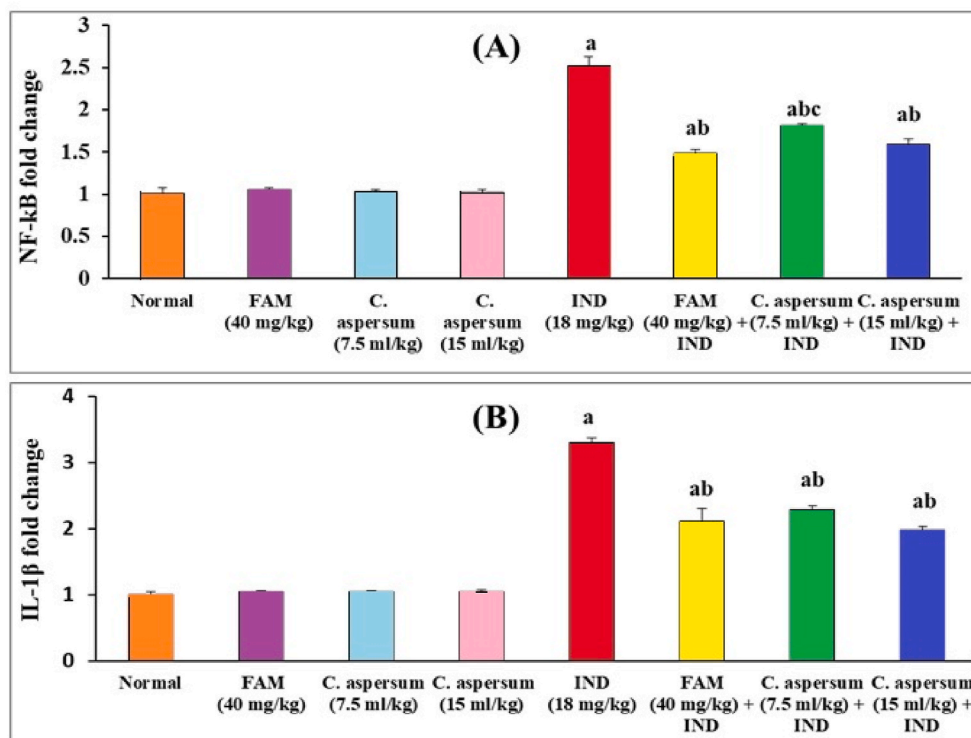 (A)
NF-kB fold change
3
2.5
2
1.5
1
0.5
0
a
ab
abc
ab
Normal
FAM
(40 mg/kg)
C.
aspersum
(7.5 ml/kg)
C.
aspersum
(15 ml/kg)
IND
(18 mg/kg)
FAM
(40 mg/kg) +
IND
C. aspersum
(7.5 ml/kg) +
IND
C. aspersum
(15 ml/kg) +
IND
(B)
IL-1β fold change
4
3
2
1
0
a
ab
ab
ab
Normal
FAM
(40 mg/kg)
C. aspersum
(7.5 ml/kg)
C. aspersum
(15 ml/kg)
IND
(18 mg/kg)
FAM
(40 mg/kg) +
IND
C. aspersum
(7.5 ml/kg) +
IND
C. aspersum
(15 ml/kg) +
IND